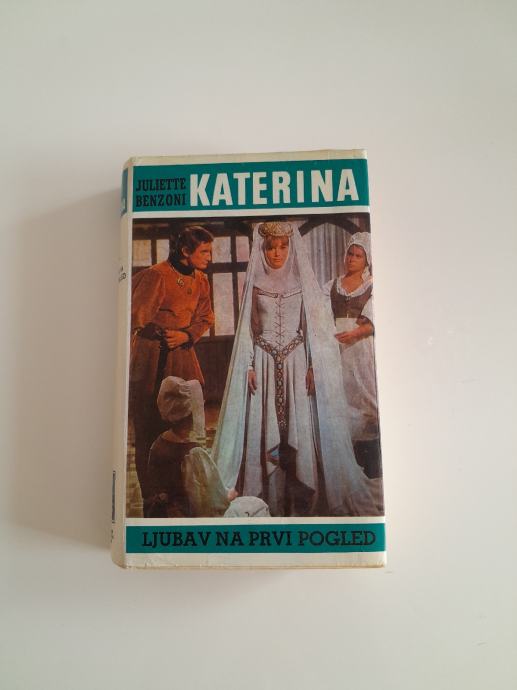 JULIETTE
BENZONI
KATERINA
LJUBAV NA PRVI POGLED